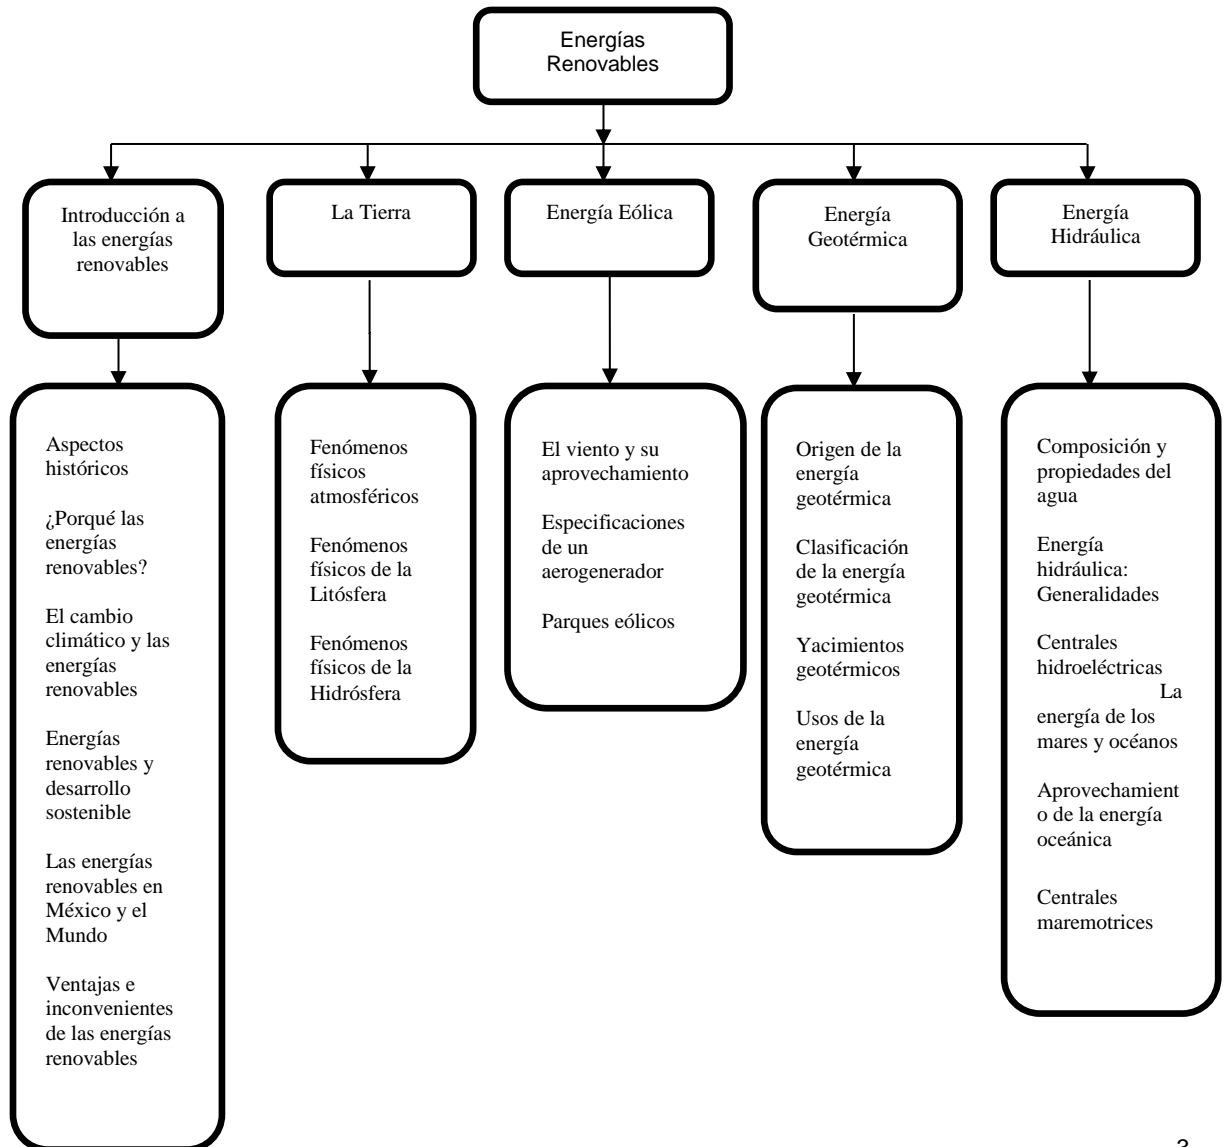 Energías
Renovables
Introducción a
las energías
renovables
La Tierra
Energía Eólica
Energía
Geotérmica
Energía
Hidráulica
Aspectos
históricos
¿Porqué las
energías
renovables?
El cambio
climático y las
energías
renovables
Energías
renovables y
desarrollo
sostenible
Las energías
renovables en
México y el
Mundo
Ventajas e
inconvenientes
de las energías
renovables
Fenómenos
físicos
atmosféricos
Fenómenos
físicos de la
Litósfera
Fenómenos
físicos de la
Hidrósfera
El viento y su
aprovechamiento
Especificaciones
de un
aerogenerador
Parques eólicos
Origen de la
energía
geotérmica
Clasificación
de la energía
geotérmica
Yacimientos
geotérmicos
Usos de la
energía
geotérmica
Composición y
propiedades del
agua
Energía
hidráulica:
Generalidades
Centrales
hidroeléctricas
La
energía de los
mares y océanos
Aprovechamient
o de la energía
oceánica
Centrales
maremotrices
3